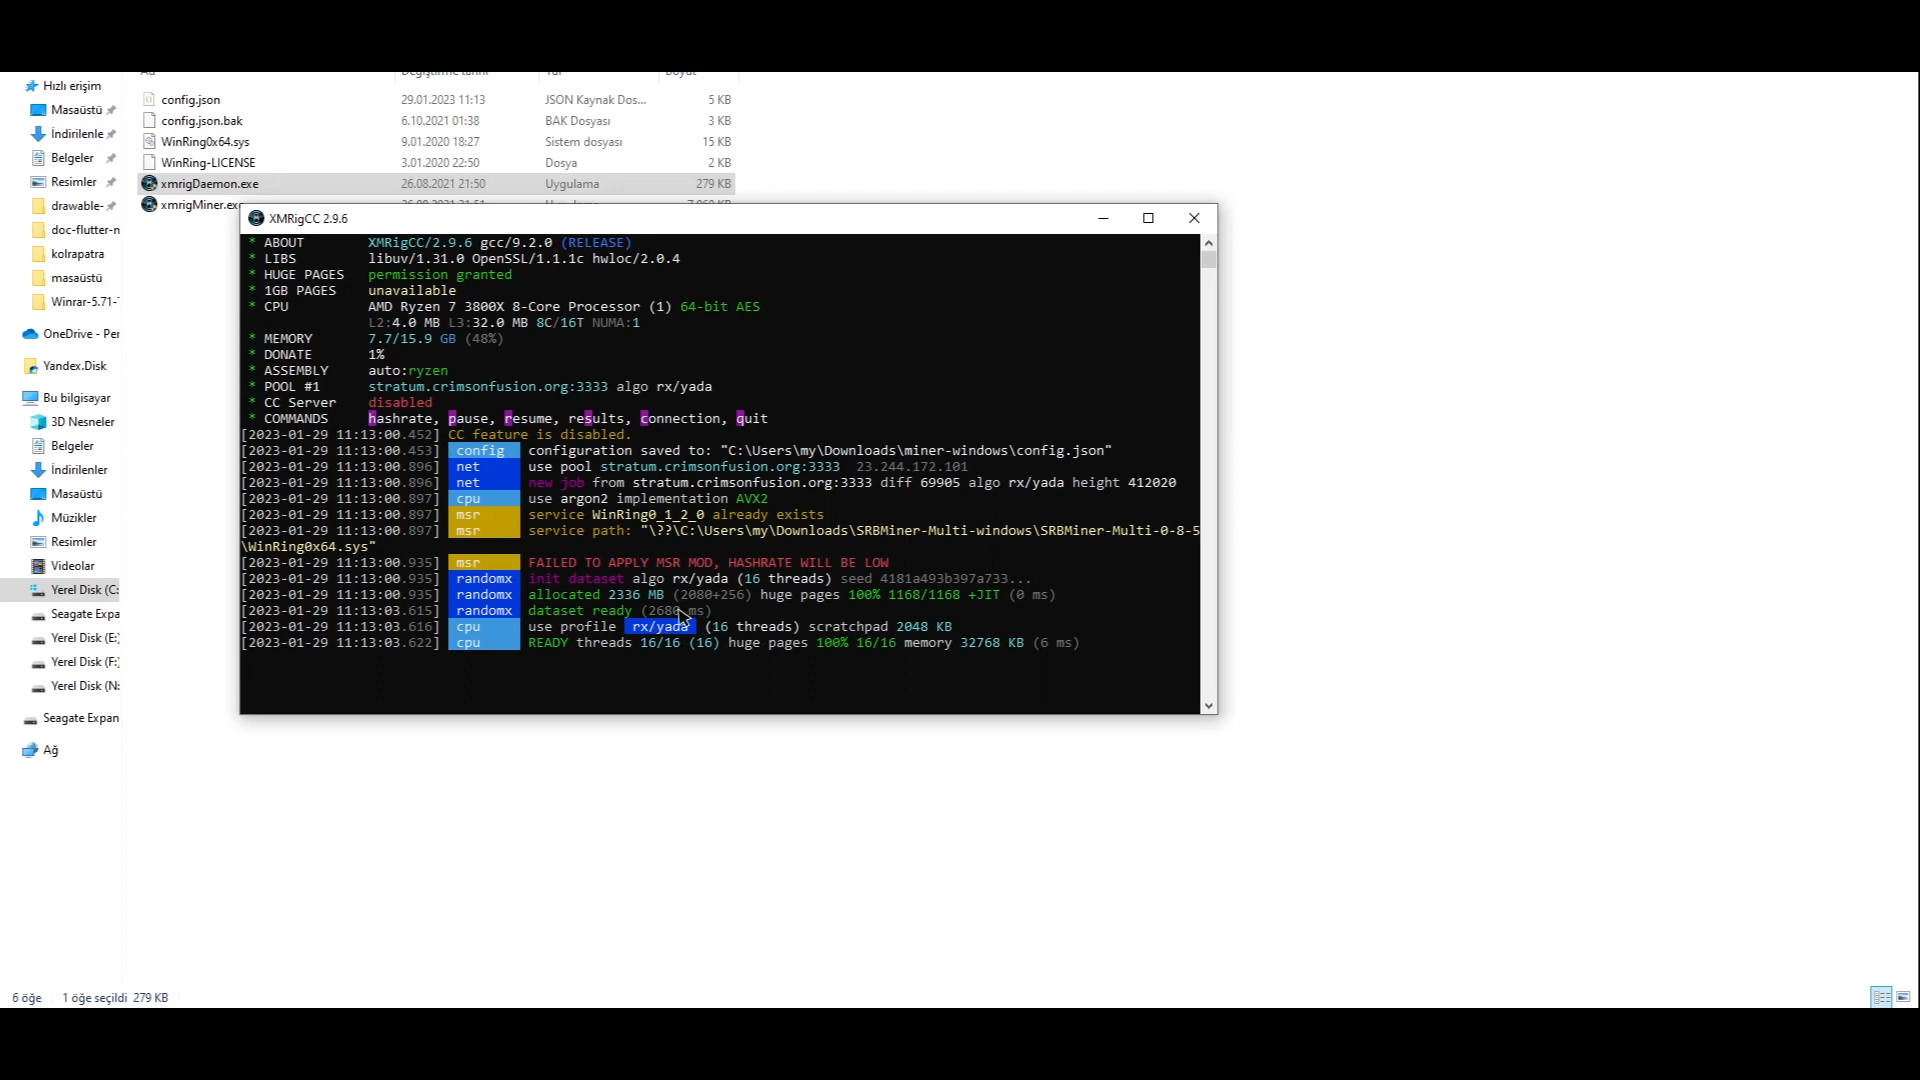 Hızlı erişim
Masaüstü
İndirilenle
Belgeler
Resimler
drawable-
doc-flutter-n
kolrapatra
masaüstü
Winrar-5.71-
OneDrive - Per
Yandex.Disk
Bu bilgisayar
3D Nesneler
Belgeler
İndirilenler
Masaüstü
Müzikler
Resimler
Videolar
Yerel Disk (C:
Seagate Expa
Yerel Disk (E:)
Yerel Disk (F:)
Yerel Disk (N:
Seagate Expan
Ağ
config.json 29.01.2023 11:13 JSON Kaynak Dos... 5 KB
config.json.bak 6.10.2021 01:38 BAK Dosyası 3 KB
WinRing0x64.sys 9.01.2020 18:27 Sistem dosyası 15 KB
WinRing-LICENSE 3.01.2020 22:50 Dosya 2 KB
xmrigDaemon.exe 26.08.2021 21:50 Uygulama 279 KB
xmrigMiner.exe
XMRigCC 2.9.6
* ABOUT XMRigCC/2.9.6 gcc/9.2.0 (RELEASE)
* LIBS libuv/1.31.0 OpenSSL/1.1.1c hwloc/2.0.4
* HUGE PAGES permission granted
* 1GB PAGES unavailable
* CPU AMD Ryzen 7 3800X 8-Core Processor (1) 64-bit AES
L2:4.0 MB L3:32.0 MB 8C/16T NUMA:1
* MEMORY 7.7/15.9 GB (48%)
* DONATE 1%
* ASSEMBLY auto:ryzen
* POOL #1 stratum.crimsonfusion.org:3333 algo rx/yada
* CC Server disabled
* COMMANDS hashrate, pause, resume, results, connection, quit
[2023-01-29 11:13:00.452] CC feature is disabled.
[2023-01-29 11:13:00.453] config configuration saved to: "C:\Users\my\Downloads\miner-windows\config.json"
[2023-01-29 11:13:00.896] net use pool stratum.crimsonfusion.org:3333 23.244.172.101
[2023-01-29 11:13:00.896] net new job from stratum.crimsonfusion.org:3333 diff 69905 algo rx/yada height 412020
[2023-01-29 11:13:00.897] cpu use argon2 implementation AVX2
[2023-01-29 11:13:00.897] msr service WinRing0_1_2_0 already exists
[2023-01-29 11:13:00.897] msr service path: "\??\C:\Users\my\Downloads\SRBMiner-Multi-windows\SRBMiner-Multi-0-8-5
\WinRing0x64.sys"
[2023-01-29 11:13:00.935] msr FAILED TO APPLY MSR MOD, HASHRATE WILL BE LOW
[2023-01-29 11:13:00.935] randomx init dataset algo rx/yada (16 threads) seed 4181a493b397a733...
[2023-01-29 11:13:00.935] randomx allocated 2336 MB (2080+256) huge pages 100% 1168/1168 +JIT (0 ms)
[2023-01-29 11:13:03.615] randomx dataset ready (2680 ms)
[2023-01-29 11:13:03.616] cpu use profile rx/yada (16 threads) scratchpad 2048 KB
[2023-01-29 11:13:03.622] cpu READY threads 16/16 (16) huge pages 100% 16/16 memory 32768 KB (6 ms)
6 öğe 1 öğe seçildi 279 KB